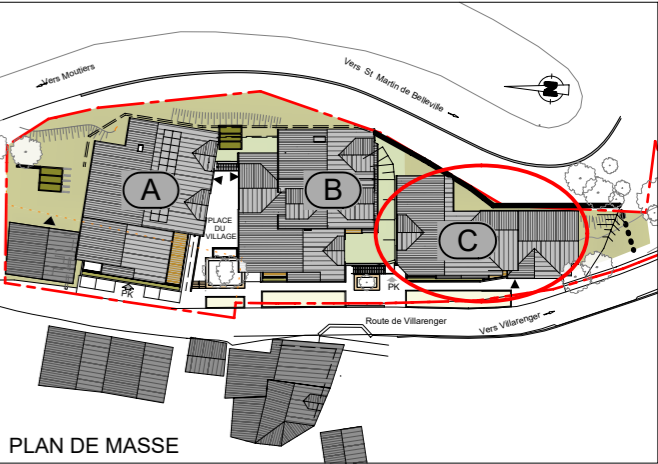 Vers Moutiers
Vers St. Martin de Belleville
N
A
B
C
PLACE
DU
VILLAGE
PK
PK
Route de Villarenger
Vers Villarenger
PLAN DE MASSE